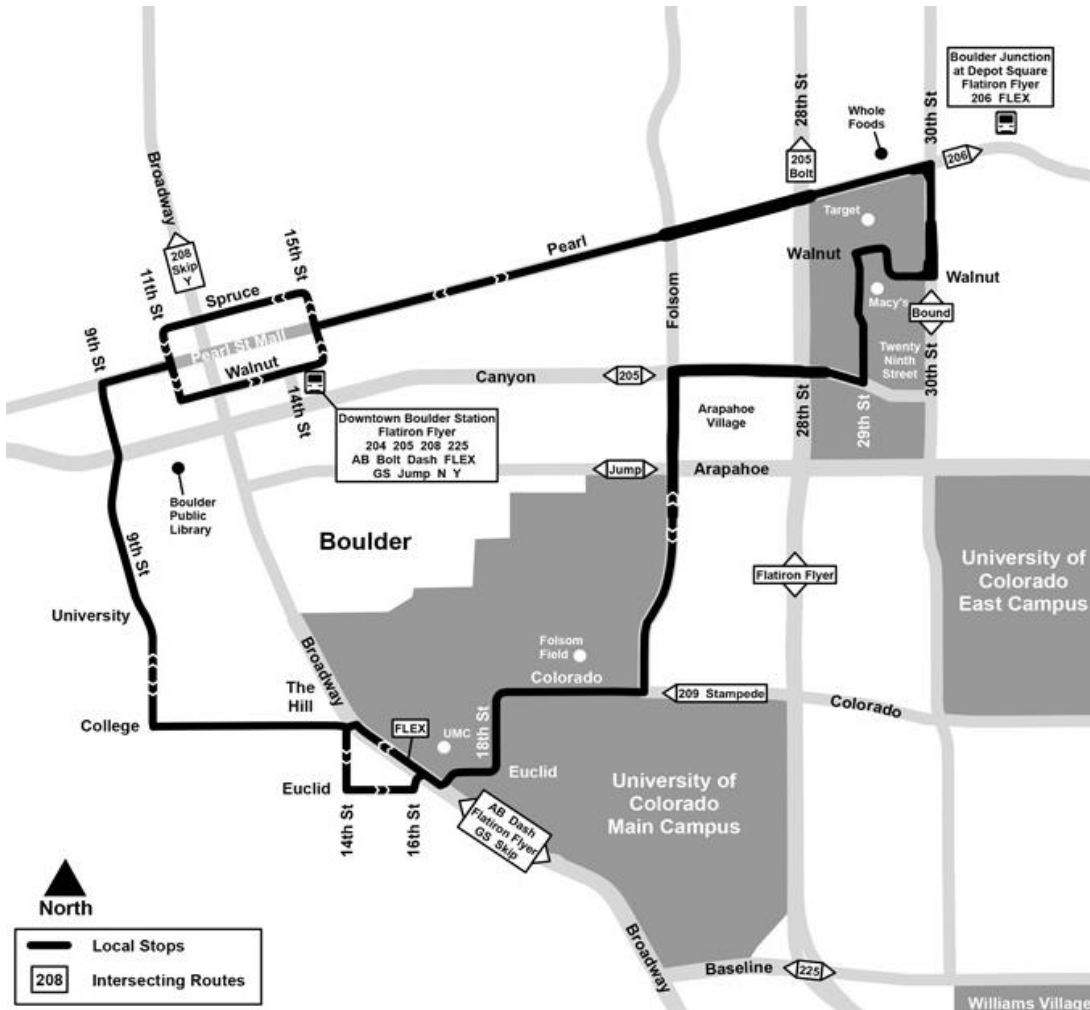 Boulder Junction
at Depot Square
Flatiron Flyer
206 FLEX
28th St
30th St
Whole
Foods
206
205
Bolt
Broadway
Target
Pearl
Walnut
Walnut
208
Skip
Y
15th St
11th St
Spruce
Macy's
Bound
Folsom
Pearl St Mall
9th St
Walnut
Twenty
Ninth
Street
30th St
Canyon
205
14th St
28th St
29th St
Arapahoe
Village
Downtown Boulder Station
Flatiron Flyer
204 205 208 225
AB Bolt Dash FLEX
GS Jump N Y
Jump
Arapahoe
Boulder
Public
Library
Boulder
9th St
University of
Colorado
East Campus
Flatiron Flyer
University
Broadway
Folsom
Field
Colorado
The
Hill
209 Stampede
Colorado
College
FLEX
UMC
18th St
Euclid
Euclid
University of
Colorado
Main Campus
14th St
16th St
AB Dash
Flatiron Flyer
GS Skip
North
Broadway
Local Stops
208
Intersecting Routes
Baseline
225
Williams Village